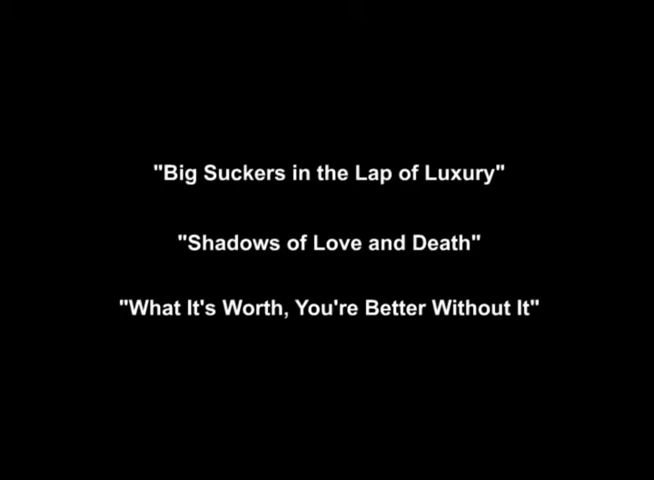 "Big Suckers in the Lap of Luxury"
"Shadows of Love and Death"
"What It's Worth, You're Better Without It"